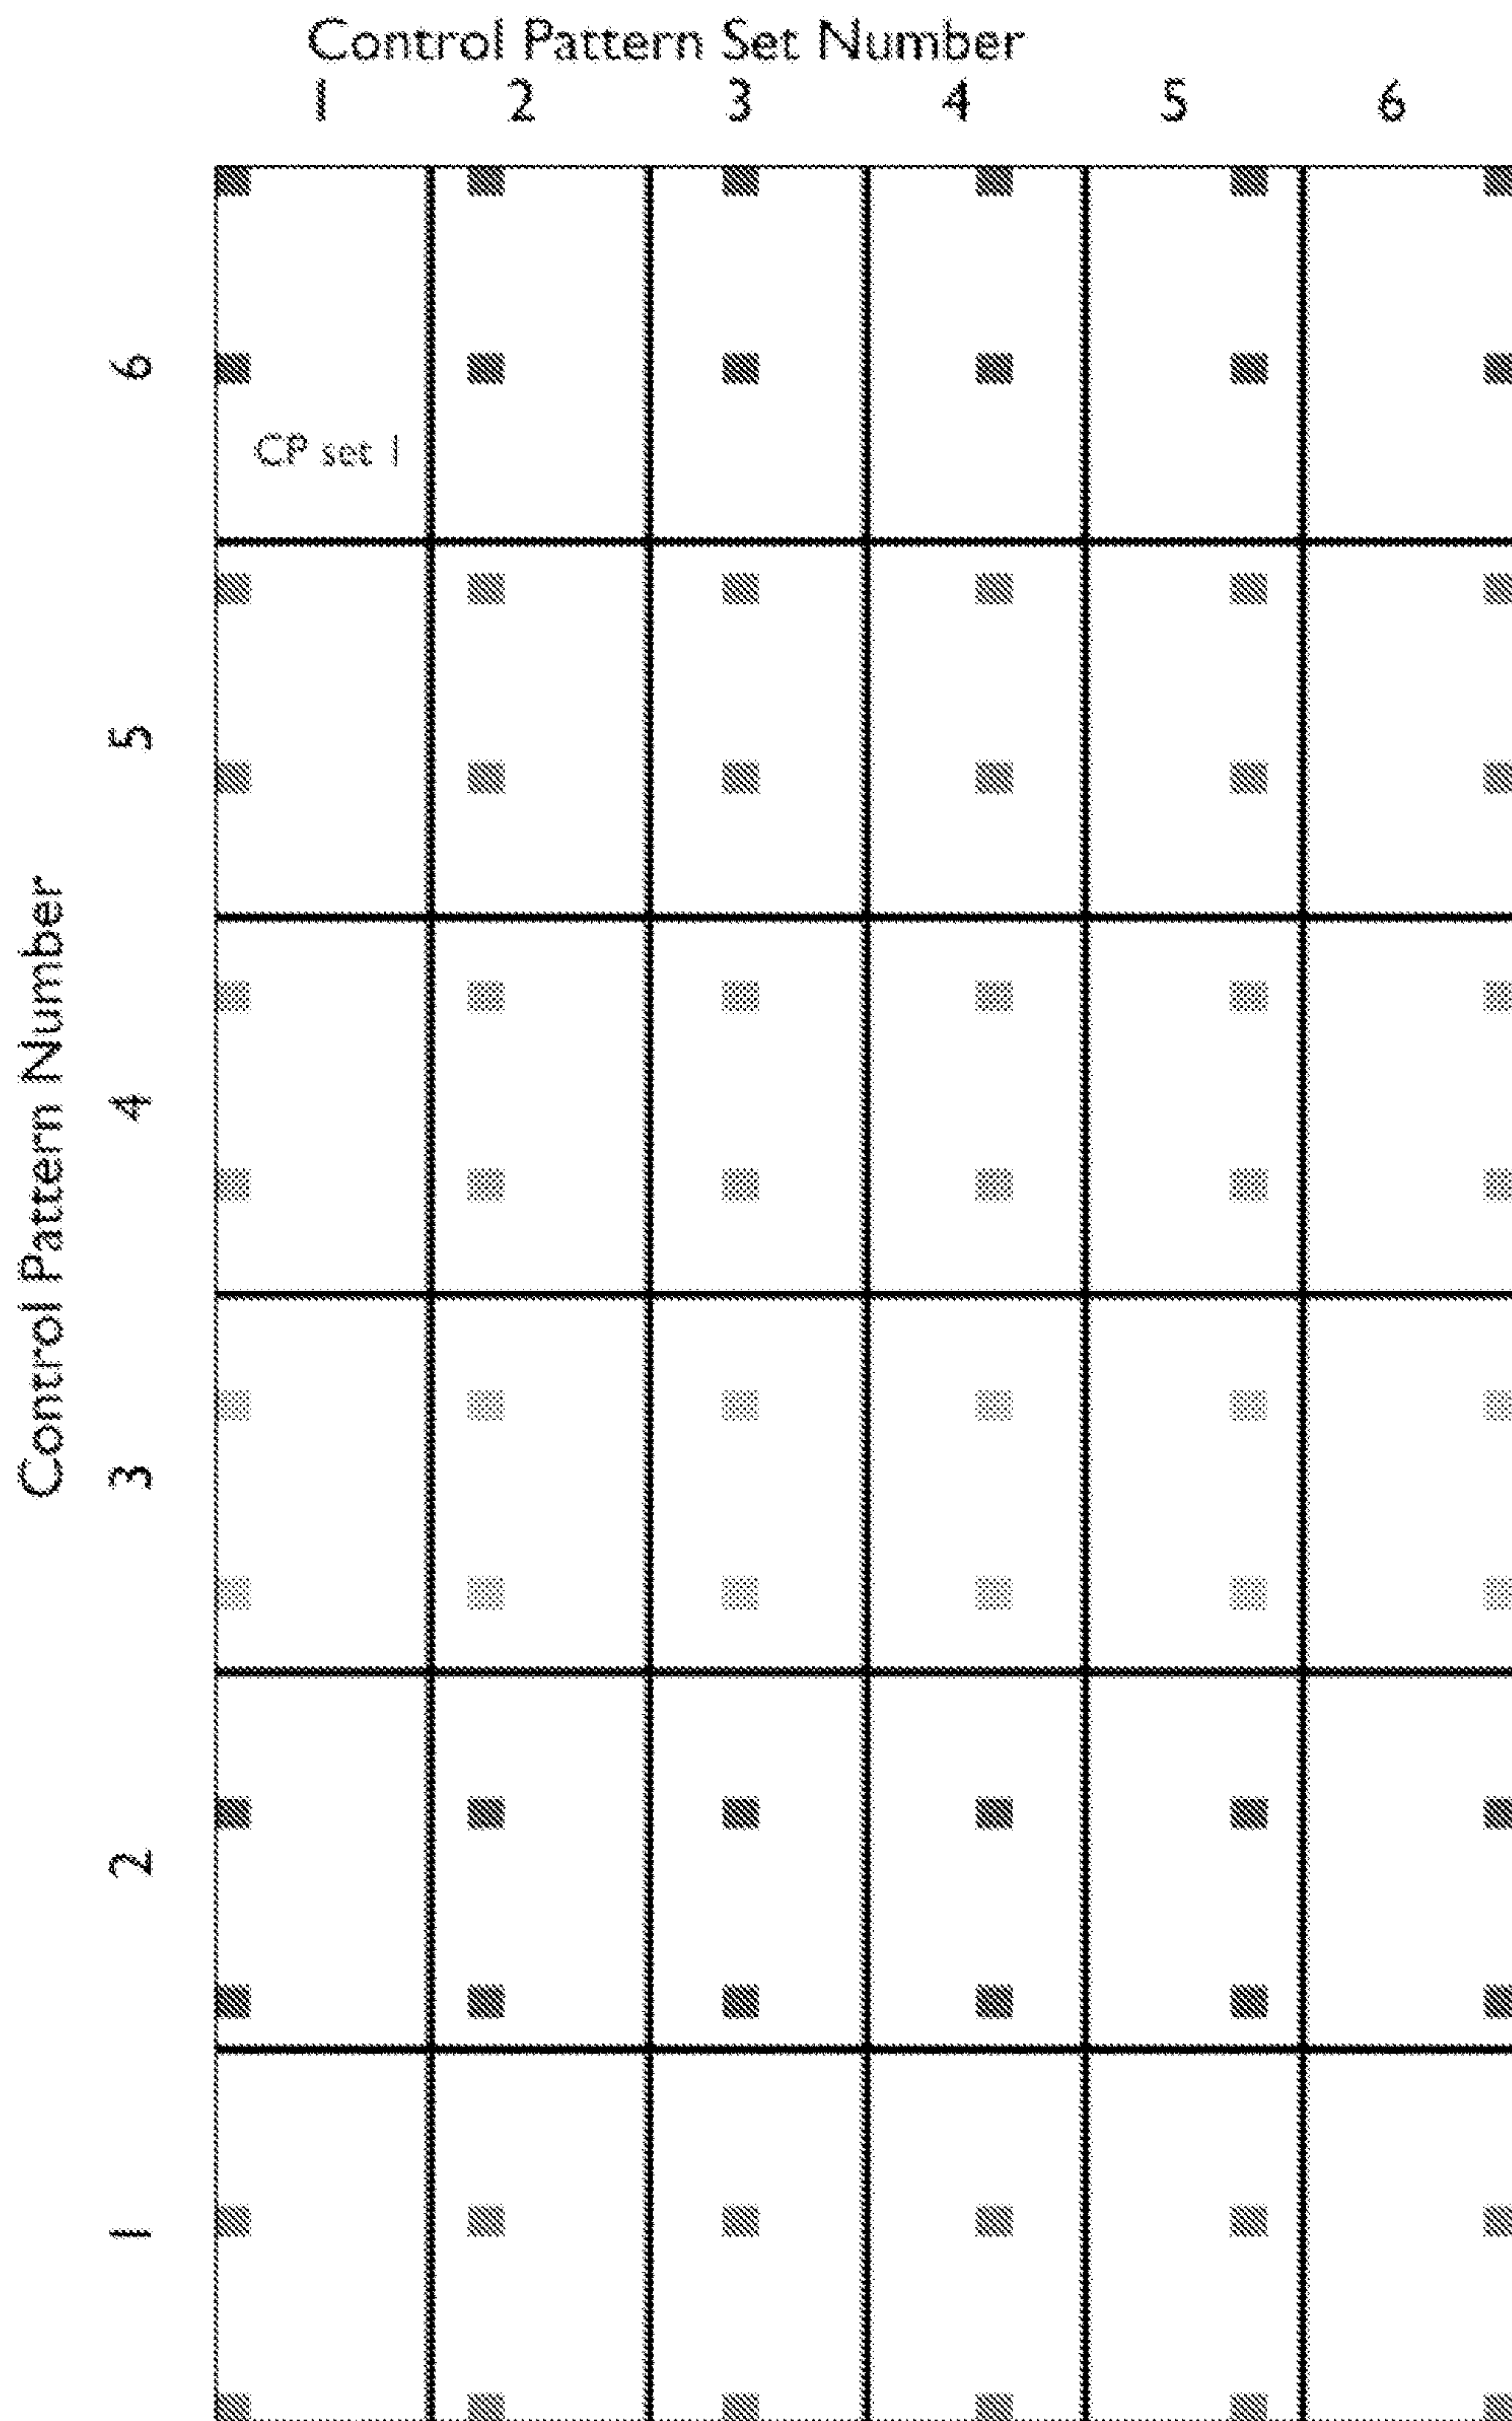 Control Pattern Set Number
1 2 3 4 5 6
Control Pattern Number
6
CP set 1
5
4
3
2
1